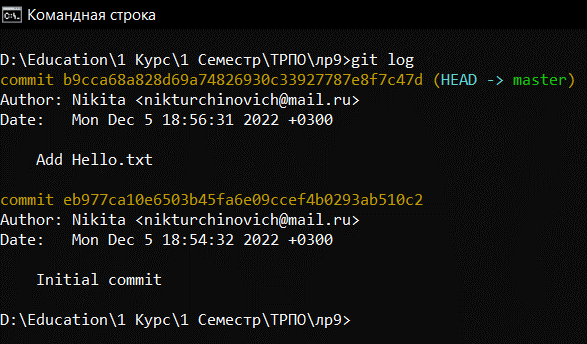 Командная строка
D:\Education\1 Курс\1 Семестр\ТРПО\лр9>git log
commit b9cca68a828d69a74826930c33927787e8f7c47d (HEAD -> master)
Author: Nikita <nikturchinovich@mail.ru>
Date:   Mon Dec 5 18:56:31 2022 +0300
    Add Hello.txt
commit eb977ca10e6503b45fa6e09ccef4b0293ab510c2
Author: Nikita <nikturchinovich@mail.ru>
Date:   Mon Dec 5 18:54:32 2022 +0300
    Initial commit
D:\Education\1 Курс\1 Семестр\ТРПО\лр9>